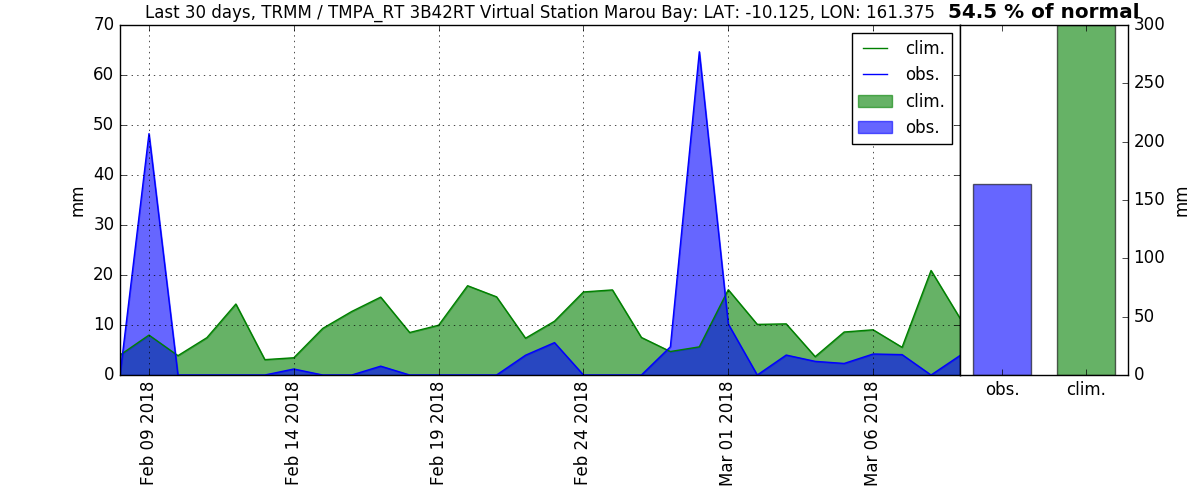 Last 30 days, TRMM / TMPA_RT 3B42RT Virtual Station Marou Bay: LAT: -10.125, LON: 161.375
54.5 % of normal
70
60
50
40
30
20
10
0
mm
clim.
obs.
clim.
obs.
Feb 09 2018
Feb 14 2018
Feb 19 2018
Feb 24 2018
Mar 01 2018
Mar 06 2018
300
250
200
150
100
50
0
mm
obs.
clim.